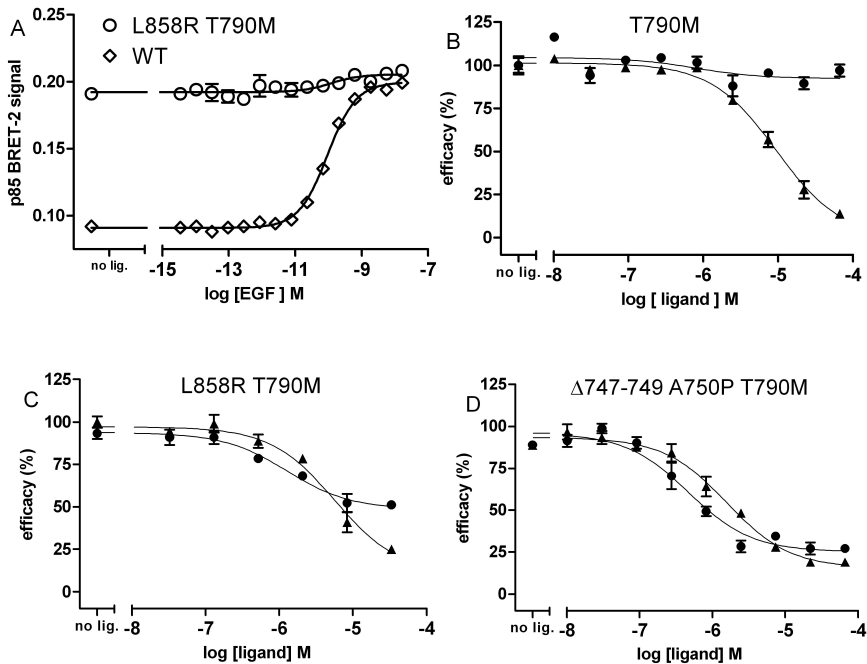 A
L858R T790M
WT
0.25
0.20
0.15
0.10
p85 BRET-2 signal
no lig.
-15 -13 -11 -9 -7
log [EGF ] M
B
T790M
125
100
75
50
25
0
efficacy (%)
no lig.
-8 -7 -6 -5 -4
log [ ligand ] M
C
L858R T790M
125
100
75
50
25
0
efficacy (%)
no lig.
-8 -7 -6 -5 -4
log [ligand] M
D
Δ747-749 A750P T790M
125
100
75
50
25
0
efficacy (%)
no lig.
-8 -7 -6 -5 -4
log [ligand] M